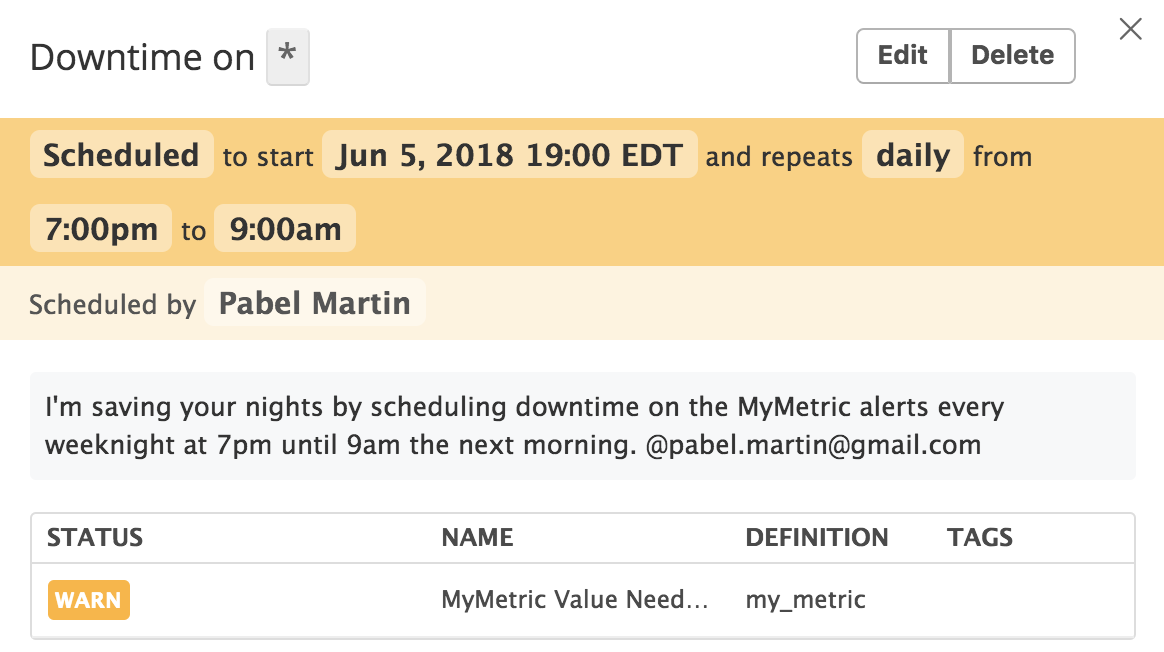 Downtime on *
Edit Delete
Scheduled to start Jun 5, 2018 19:00 EDT and repeats daily from
7:00pm to 9:00am
Scheduled by Pabel Martin
I'm saving your nights by scheduling downtime on the MyMetric alerts every
weeknight at 7pm until 9am the next morning. @pabel.martin@gmail.com
STATUS NAME DEFINITION TAGS
WARN MyMetric Value Need... my_metric